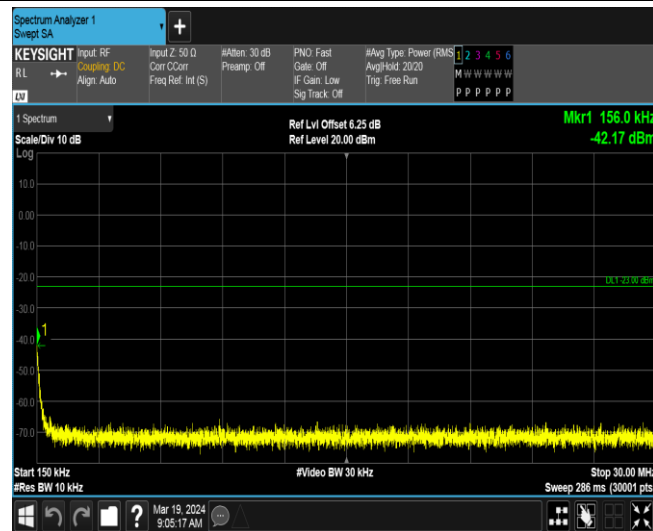 Spectrum Analyzer 1
Swept SA
+
KEYSIGHT
RL
LXI
Input: RF
Coupling: DC
Align: Auto
Input Z: 50 Ω
Corr CCorr
Freq Ref: Int (S)
#Atten: 30 dB
Preamp: Off
PNO: Fast
Gate: Off
IF Gain: Low
Sig Track: Off
#Avg Type: Power (RMS
Avg|Hold: 20/20
Trig: Free Run
1 2 3 4 5 6
M W W W W W
P P P P P P
1 Spectrum
Scale/Div 10 dB
Log
Ref Lvl Offset 6.25 dB
Ref Level 20.00 dBm
Mkr1 156.0 kHz
-42.17 dBm
10.0
0.00
-10.0
-20.0
DL1 -23.00 dBm
-30.0
1
-40.0
-50.0
-60.0
-70.0
Start 150 kHz
#Res BW 10 kHz
#Video BW 30 kHz
Stop 30.00 MHz
Sweep 286 ms (30001 pts
?
Mar 19, 2024
9:05:17 AM